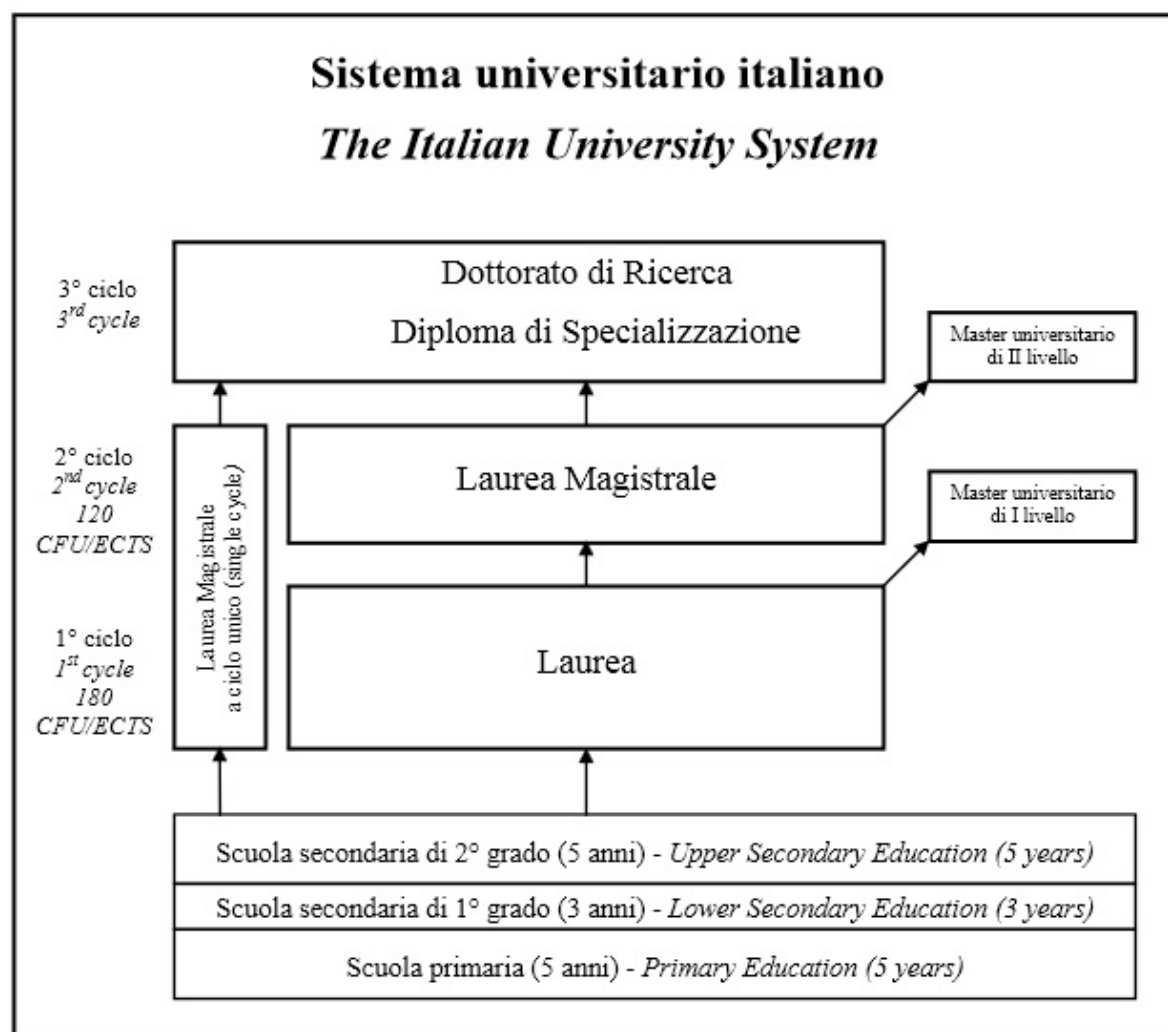 Sistema universitario italiano
The Italian University System
3° ciclo
3rd cycle
Dottorato di Ricerca
Diploma di Specializzazione
Master universitario
di II livello
2° ciclo
2nd cycle
120
CFU/ECTS
Laurea Magistrale
a ciclo unico (single cycle)
Laurea Magistrale
Master universitario
di I livello
1° ciclo
1st cycle
180
CFU/ECTS
Laurea
Scuola secondaria di 2° grado (5 anni) - Upper Secondary Education (5 years)
Scuola secondaria di 1° grado (3 anni) - Lower Secondary Education (3 years)
Scuola primaria (5 anni) - Primary Education (5 years)